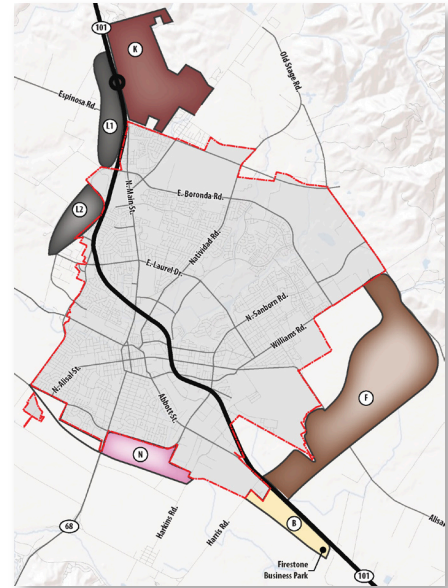 101
K
Old Stage Rd.
Espinosa Rd.
L1
E. Boronda Rd.
N. Main St.
L2
Natividad Rd.
E. Laurel Dr.
N. Sanborn Rd.
Williams Rd.
N. Alisal St.
Abbott St.
F
N
68
Harkins Rd.
Harris Rd.
B
Alisa
Firestone
Business Park
101